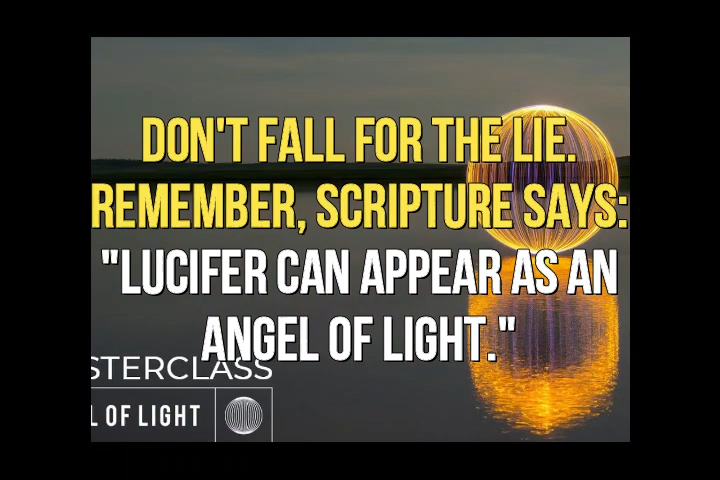 DON'T FALL FOR THE LIE.
REMEMBER, SCRIPTURE SAYS:
"LUCIFER CAN APPEAR AS AN
ANGEL OF LIGHT."
STERCLASS
L OF LIGHT